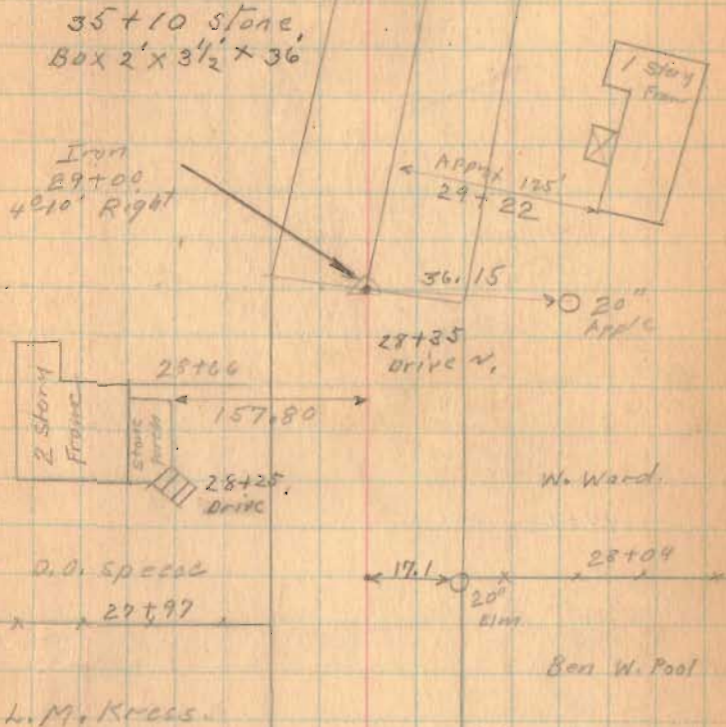 35+10 Stone,
Box 2' x 3½' x 36'
1 Story
Frame
Iron
29+00
4°10' Right
Approx 125'
29+22
36.15
20"
Apple
28+35
Drive
28+66
157.80
2 Story
Frame
Stone
Porch
28+25,
Drive
W. Ward.
O.O.
28+04
17.1
20"
Elm
27+97
Ben W. Pool
L. M. Kress.